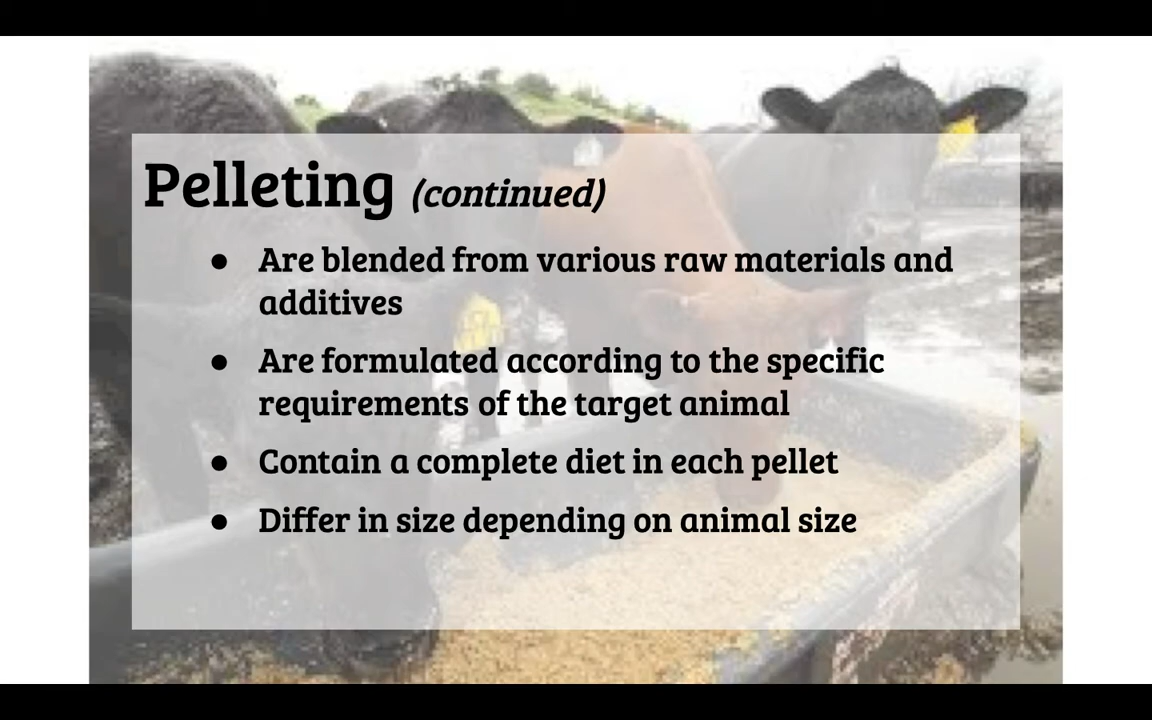 Pelleting (continued)
● Are blended from various raw materials and
additives
● Are formulated according to the specific
requirements of the target animal
● Contain a complete diet in each pellet
● Differ in size depending on animal size